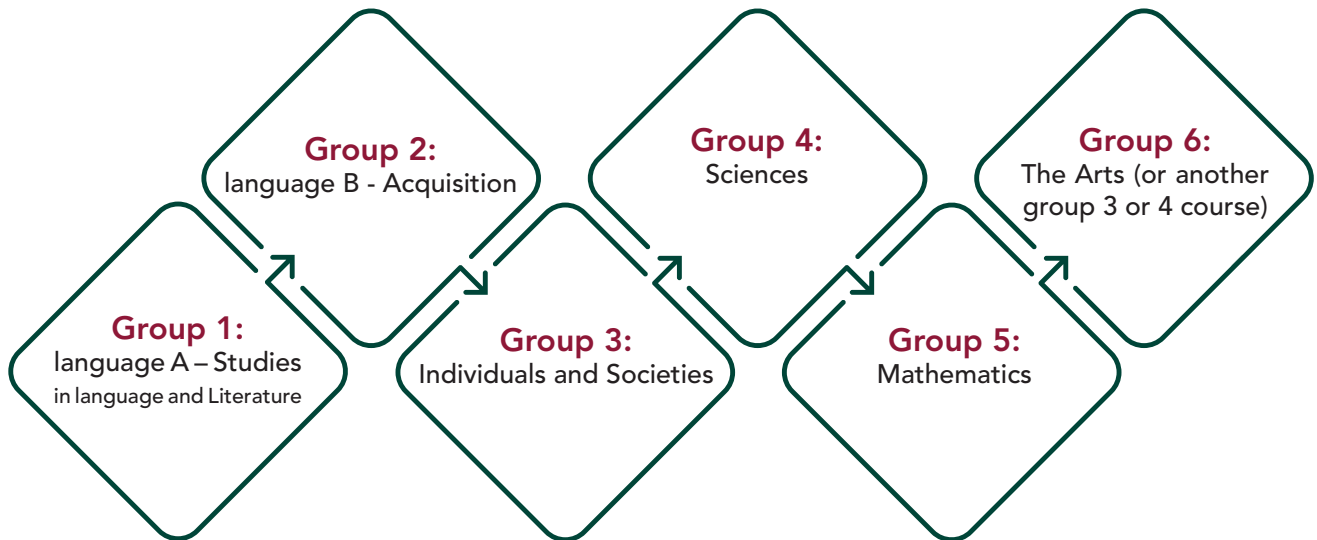 Group 1:
language A – Studies
in language and Literature
Group 2:
language B - Acquisition
Group 3:
Individuals and Societies
Group 4:
Sciences
Group 5:
Mathematics
Group 6:
The Arts (or another
group 3 or 4 course)